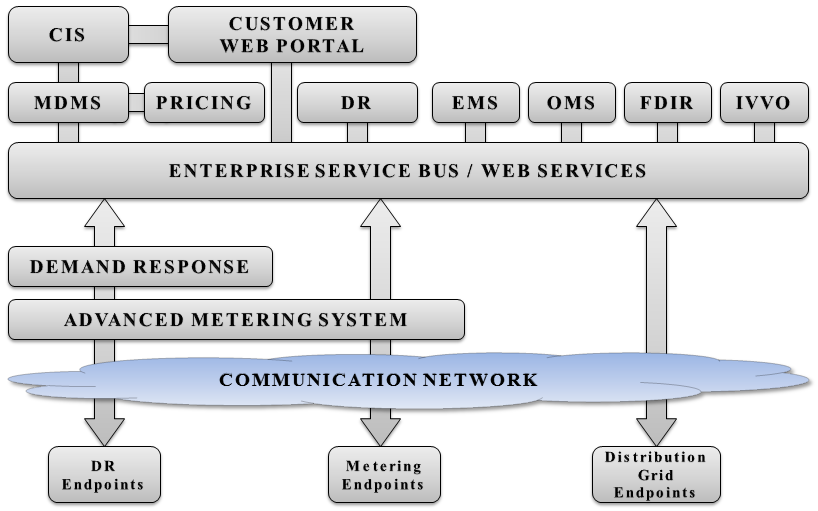 CIS
CUSTOMER
WEB PORTAL
MDMS
PRICING
DR
EMS
OMS
FDIR
IVVO
ENTERPRISE SERVICE BUS / WEB SERVICES
DEMAND RESPONSE
ADVANCED METERING SYSTEM
COMMUNICATION NETWORK
DR
Endpoints
Metering
Endpoints
Distribution
Grid
Endpoints